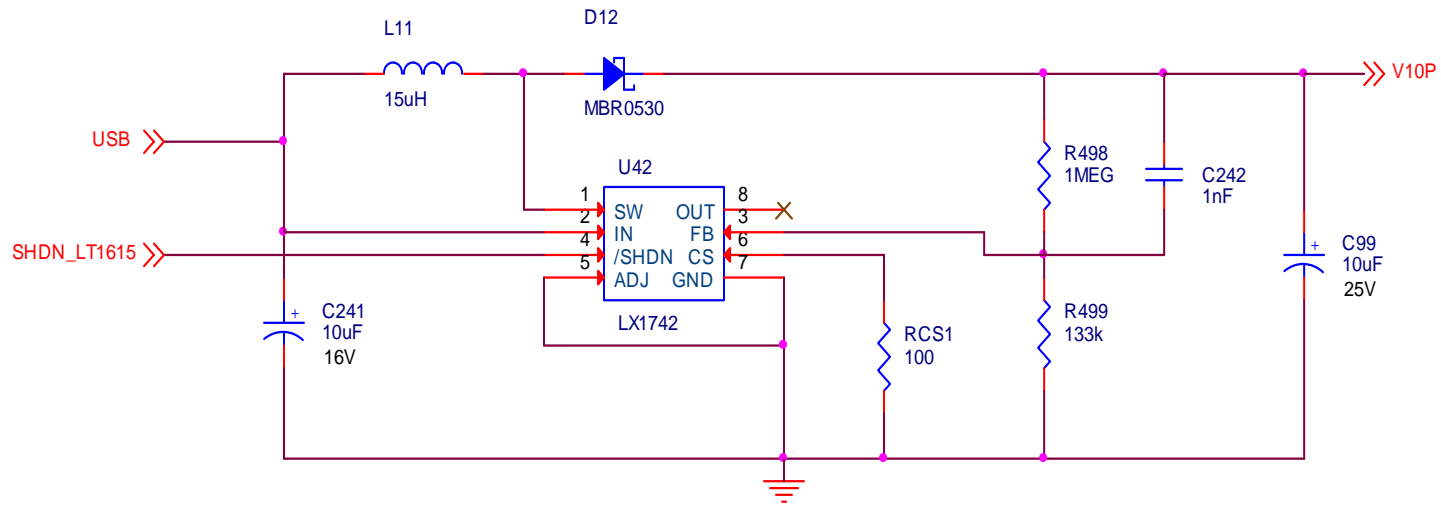 L11
15uH
D12
MBR0530
V10P
USB
SHDN_LT1615
U42
1
2
4
5
SW
IN
/SHDN
ADJ
OUT
FB
CS
GND
8
3
6
7
LX1742
R498
1MEG
C242
1nF
C99
10uF
25V
+
C241
10uF
16V
+
RCS1
100
R499
133k